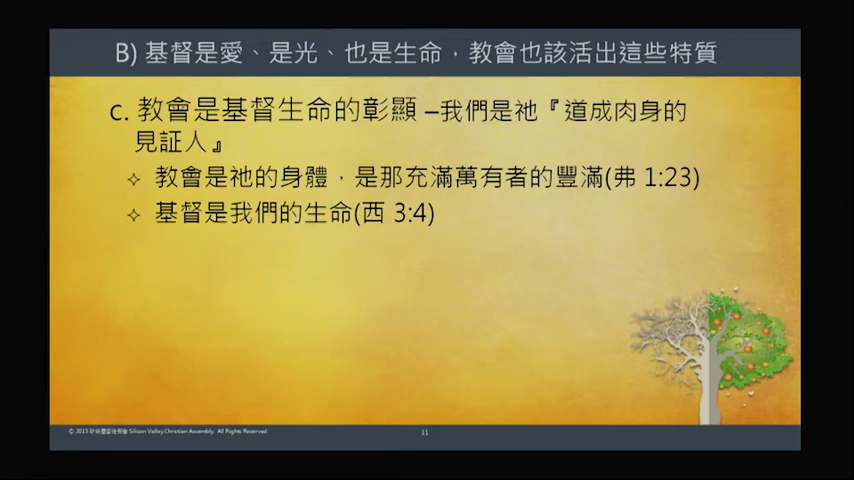 B) 基督是愛、是光、也是生命，教會也該活出這些特質
c. 教會是基督生命的彰顯 –我們是祂『道成肉身的
見証人』
✧ 教會是祂的身體，是那充滿萬有者的豐滿(弗 1:23)
✧ 基督是我們的生命(西 3:4)
© 2015 矽谷基督徒聚會 Silicon Valley Christian Assembly. All Rights Reserved
11